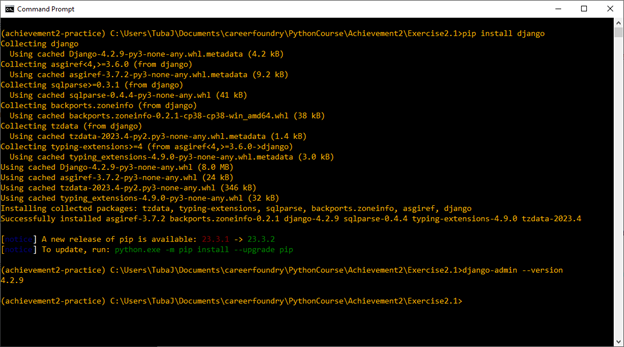 Command Prompt
(achievement2-practice) C:\Users\TubaJ\Documents\careerfoundry\PythonCourse\Achievement2\Exercise2.1>pip install django
Collecting django
  Using cached Django-4.2.9-py3-none-any.whl.metadata (4.2 kB)
Collecting asgiref<4,>=3.6.0 (from django)
  Using cached asgiref-3.7.2-py3-none-any.whl.metadata (9.2 kB)
Collecting sqlparse>=0.3.1 (from django)
  Using cached sqlparse-0.4.4-py3-none-any.whl (41 kB)
Collecting backports.zoneinfo (from django)
  Using cached backports.zoneinfo-0.2.1-cp38-cp38-win_amd64.whl (38 kB)
Collecting tzdata (from django)
  Using cached tzdata-2023.4-py2.py3-none-any.whl.metadata (1.4 kB)
Collecting typing-extensions>=4 (from asgiref<4,>=3.6.0->django)
  Using cached typing_extensions-4.9.0-py3-none-any.whl.metadata (3.0 kB)
Using cached Django-4.2.9-py3-none-any.whl (8.0 MB)
Using cached asgiref-3.7.2-py3-none-any.whl (24 kB)
Using cached tzdata-2023.4-py2.py3-none-any.whl (346 kB)
Using cached typing_extensions-4.9.0-py3-none-any.whl (32 kB)
Installing collected packages: tzdata, typing-extensions, sqlparse, backports.zoneinfo, asgiref, django
Successfully installed asgiref-3.7.2 backports.zoneinfo-0.2.1 django-4.2.9 sqlparse-0.4.4 typing-extensions-4.9.0 tzdata-2023.4
[notice] A new release of pip is available: 23.3.1 -> 23.3.2
[notice] To update, run: python.exe -m pip install --upgrade pip
(achievement2-practice) C:\Users\TubaJ\Documents\careerfoundry\PythonCourse\Achievement2\Exercise2.1>django-admin --version
4.2.9
(achievement2-practice) C:\Users\TubaJ\Documents\careerfoundry\PythonCourse\Achievement2\Exercise2.1>